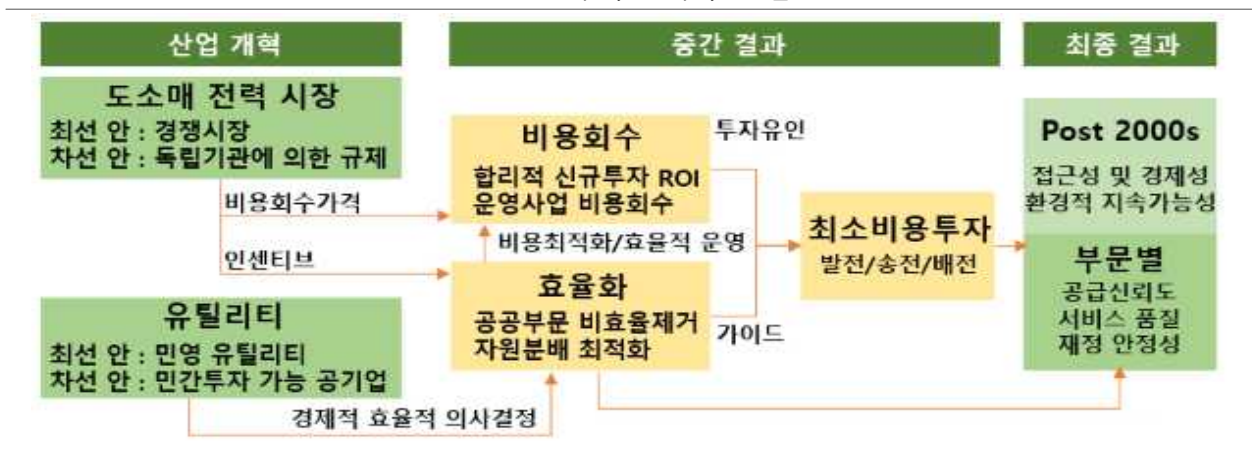 산업 개혁
중간 결과
최종 결과
도소매 전력 시장
최선 안 : 경쟁시장
차선 안 : 독립기관에 의한 규제
비용회수가격
인센티브
유틸리티
최선 안 : 민영 유틸리티
차선 안 : 민간투자 가능 공기업
경제적 효율적 의사결정
비용회수
합리적 신규투자 ROI
운영사업 비용회수
투자유인
비용최적화/효율적 운영
효율화
공공부문 비효율제거
자원분배 최적화
가이드
최소비용투자
발전/송전/배전
Post 2000s
접근성 및 경제성
환경적 지속가능성
부문별
공급신뢰도
서비스 품질
재정 안정성